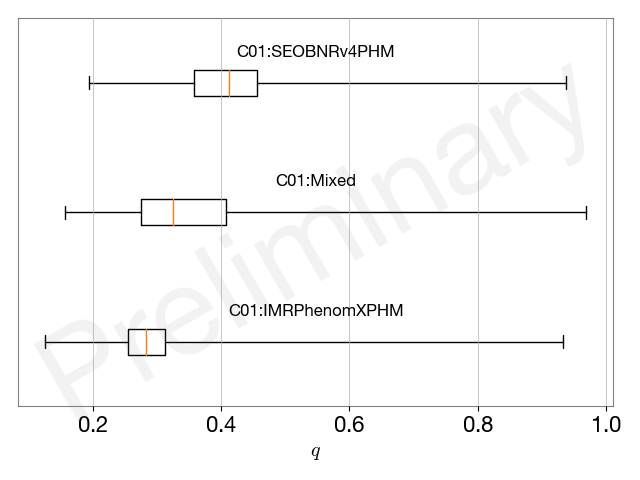 C01:SEOBNRv4PHM
C01:Mixed
C01:IMRPhenomXPHM
Preliminary
0.2 0.4 0.6 0.8 1.0
q